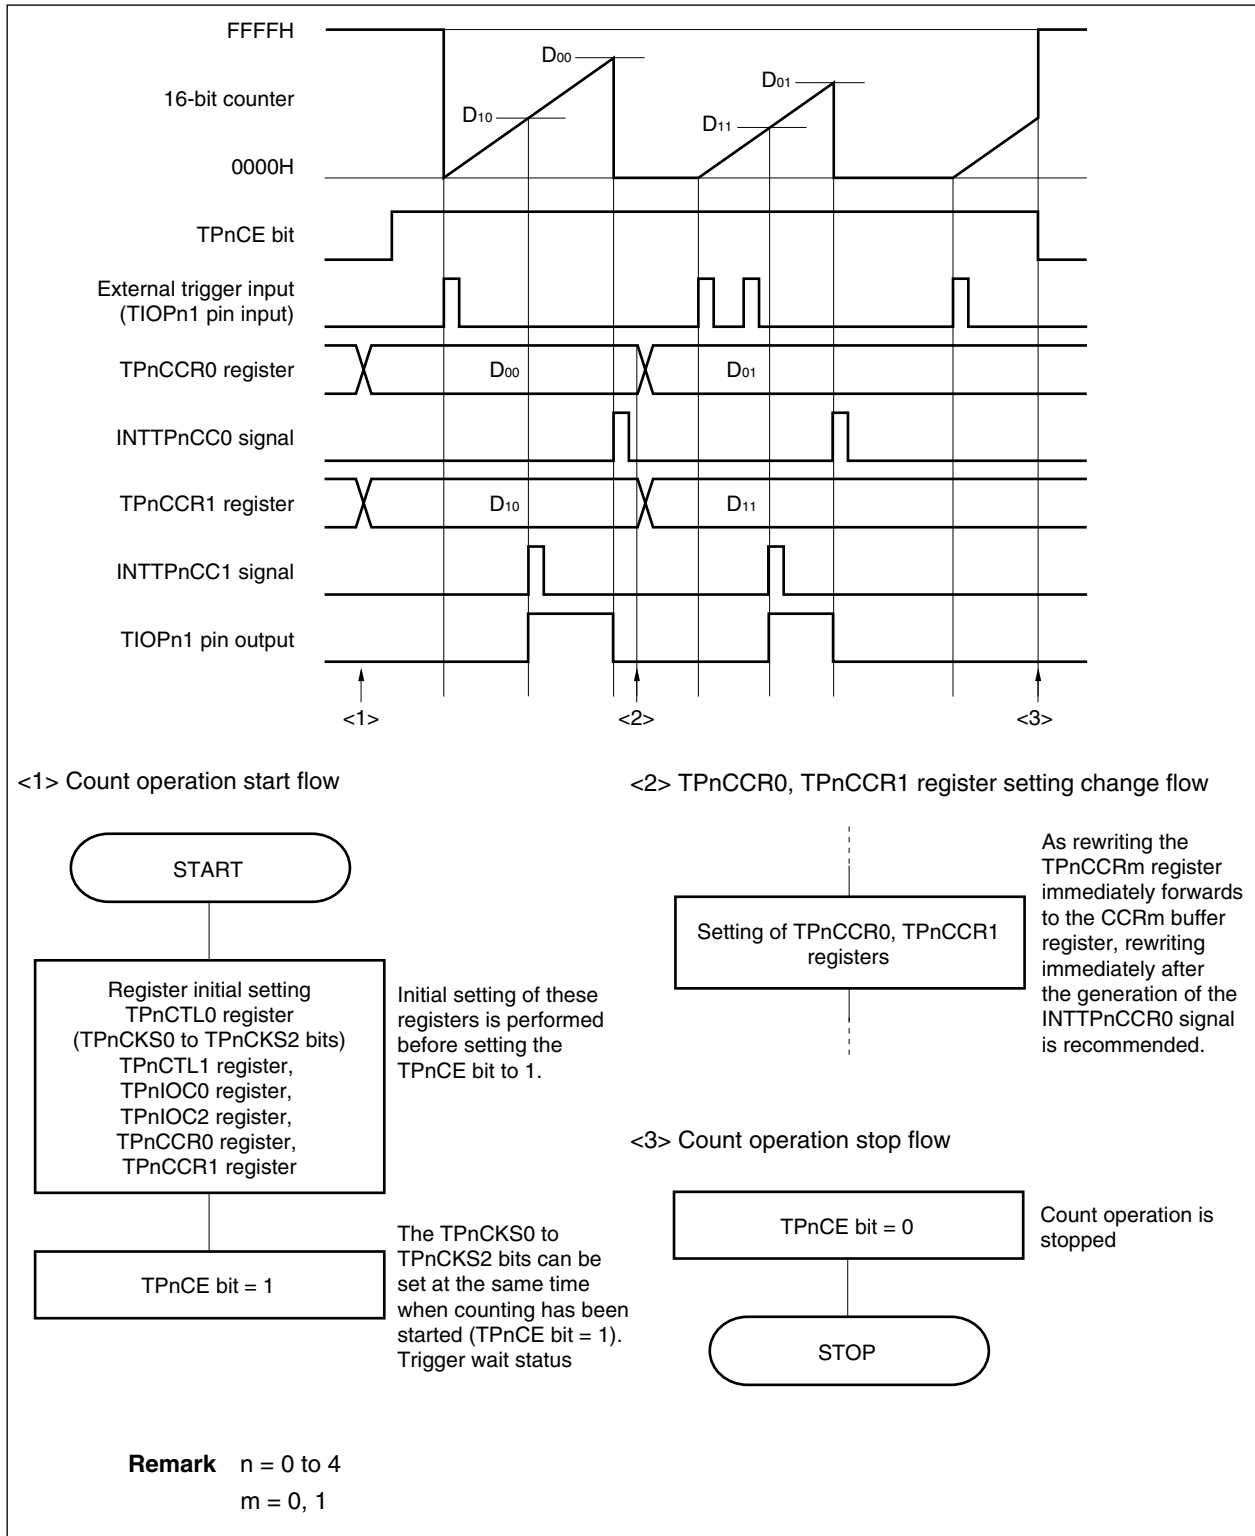 FFFFH
D00
D01
16-bit counter
D10
D11
0000H
TPnCE bit
External trigger input
(TIOPn1 pin input)
TPnCCR0 register
D00
D01
INTTPnCC0 signal
TPnCCR1 register
D10
D11
INTTPnCC1 signal
TIOPn1 pin output
<1>
<2>
<3>
<1> Count operation start flow
START
Register initial setting
TPnCTL0 register
(TPnCKS0 to TPnCKS2 bits)
TPnCTL1 register,
TPnIOC0 register,
TPnIOC2 register,
TPnCCR0 register,
TPnCCR1 register
Initial setting of these
registers is performed
before setting the
TPnCE bit to 1.
TPnCE bit = 1
The TPnCKS0 to
TPnCKS2 bits can be
set at the same time
when counting has been
started (TPnCE bit = 1).
Trigger wait status
<2> TPnCCR0, TPnCCR1 register setting change flow
Setting of TPnCCR0, TPnCCR1
registers
As rewriting the
TPnCCRm register
immediately forwards
to the CCRm buffer
register, rewriting
immediately after
the generation of the
INTTPnCCR0 signal
is recommended.
<3> Count operation stop flow
TPnCE bit = 0
Count operation is
stopped
STOP
Remark n = 0 to 4
m = 0, 1